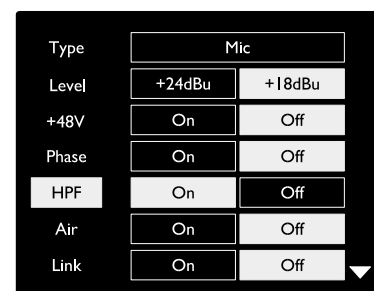 Type Mic
Level +24dBu +18dBu
+48V On Off
Phase On Off
HPF On Off
Air On Off
Link On Off